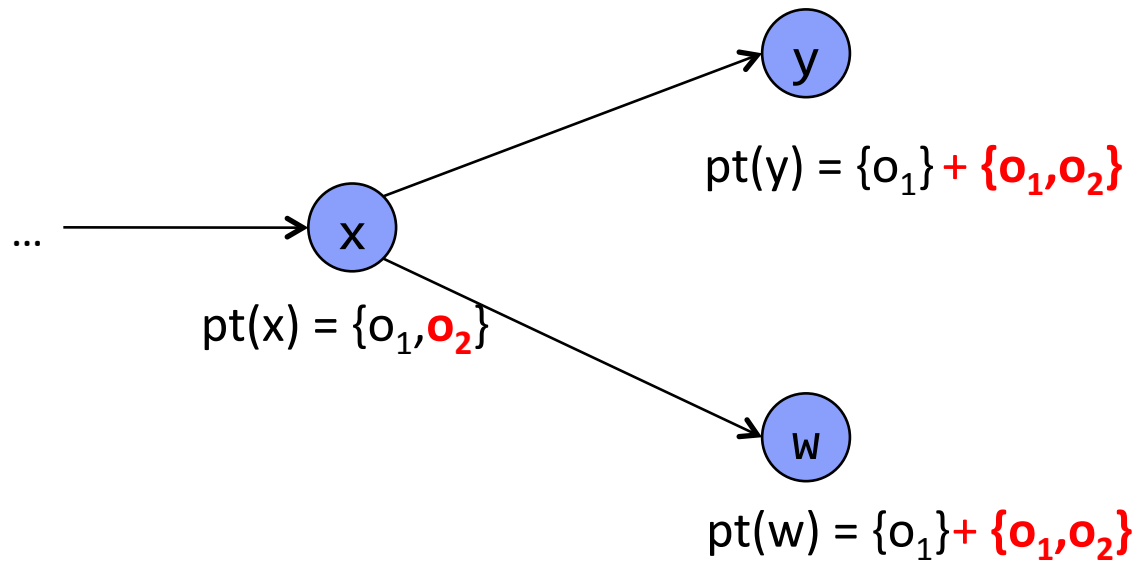 y
pt(y) = {o₁} + {o₁,o₂}
...
x
pt(x) = {o₁,o₂}
w
pt(w) = {o₁}+ {o₁,o₂}